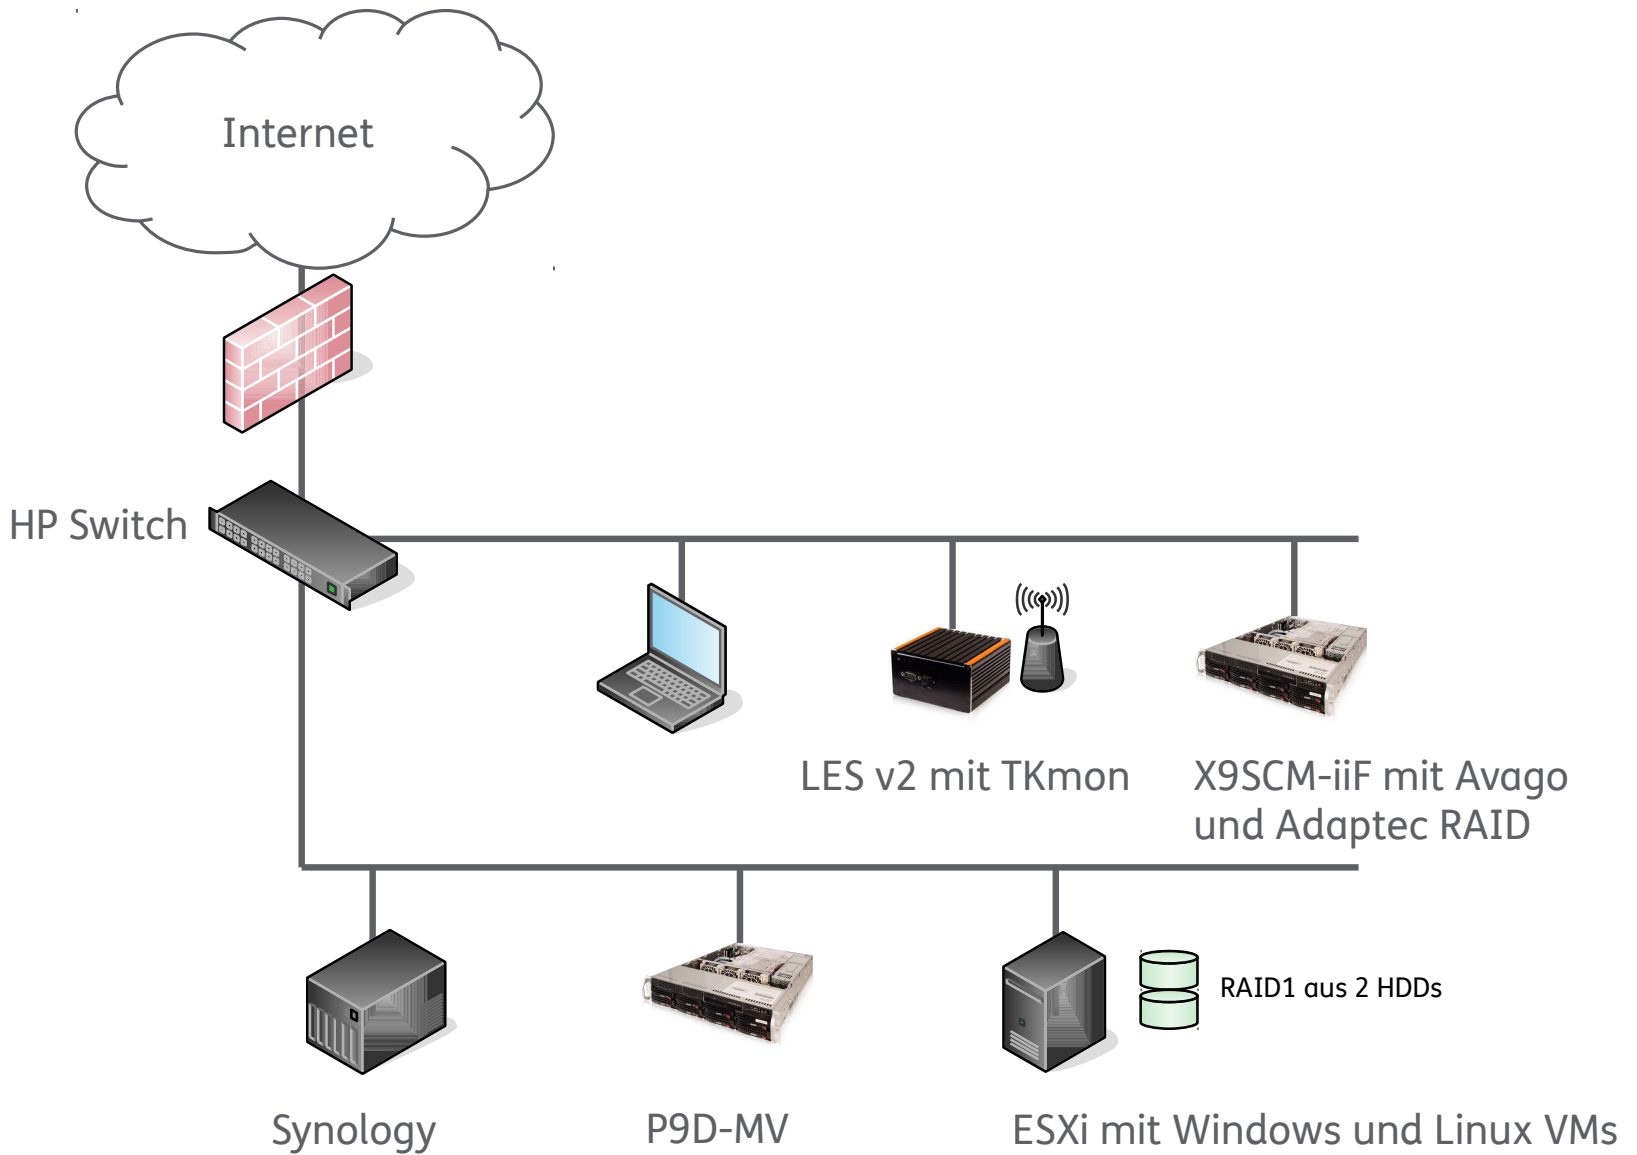 Internet
HP Switch
LES v2 mit TKmon
X9SCM-iiF mit Avago
und Adaptec RAID
RAID1 aus 2 HDDs
Synology
P9D-MV
ESXi mit Windows und Linux VMs